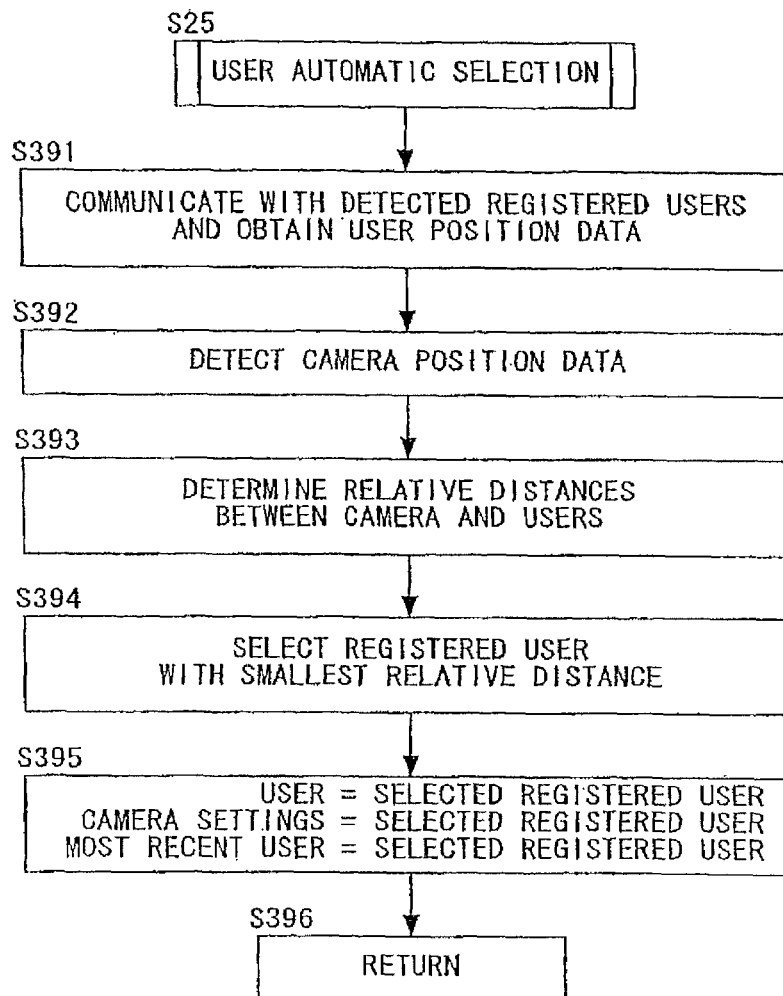 S25
USER AUTOMATIC SELECTION
S391
COMMUNICATE WITH DETECTED REGISTERED USERS
AND OBTAIN USER POSITION DATA
S392
DETECT CAMERA POSITION DATA
S393
DETERMINE RELATIVE DISTANCES
BETWEEN CAMERA AND USERS
S394
SELECT REGISTERED USER
WITH SMALLEST RELATIVE DISTANCE
S395
USER = SELECTED REGISTERED USER
CAMERA SETTINGS = SELECTED REGISTERED USER
MOST RECENT USER = SELECTED REGISTERED USER
S396
RETURN